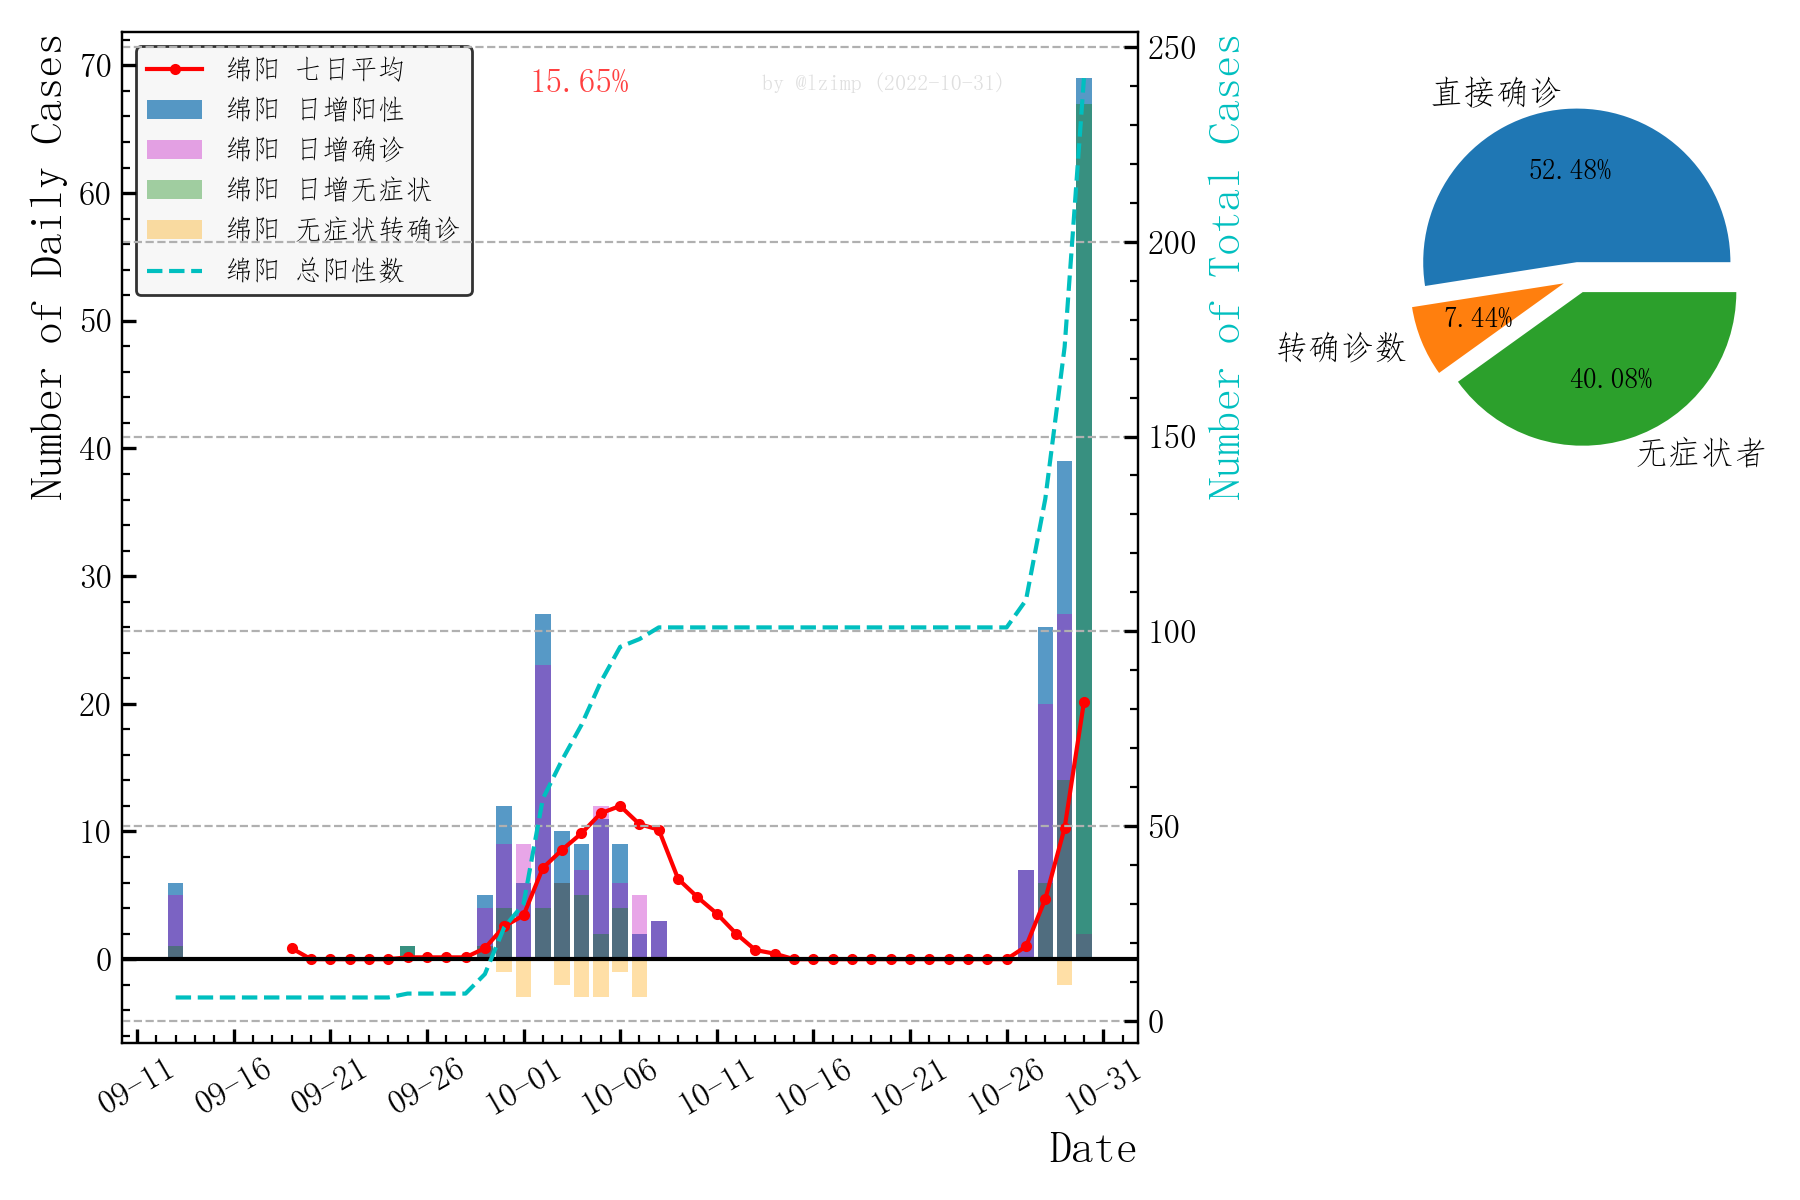 绵阳 七日平均
绵阳 日增阳性
绵阳 日增确诊
绵阳 日增无症状
绵阳 无症状转确诊
绵阳 总阳性数
15.65%
by @lzimp (2022-10-31)
Number of Daily Cases
70
60
50
40
30
20
10
0
Number of Total Cases
250
200
150
100
50
0
09-11
09-16
09-21
09-26
10-01
10-06
10-11
10-16
10-21
10-26
10-31
Date
直接确诊
52.48%
转确诊数
7.44%
40.08%
无症状者